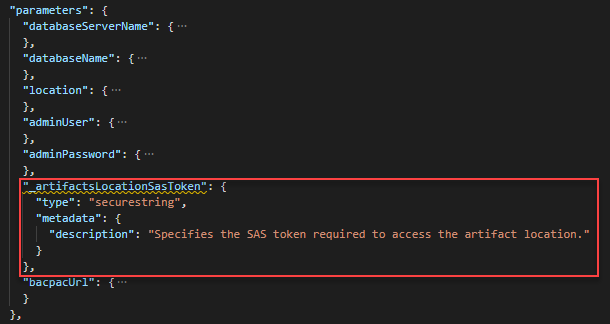 "parameters": {
"databaseServerName": { ···
},
"databaseName": { ···
},
"location": { ···
},
"adminUser": { ···
},
"adminPassword": { ···
},
"_artifactsLocationSasToken": {
"type": "securestring",
"metadata": {
"description": "Specifies the SAS token required to access the artifact location."
}
},
"bacpacUrl": { ···
}
},